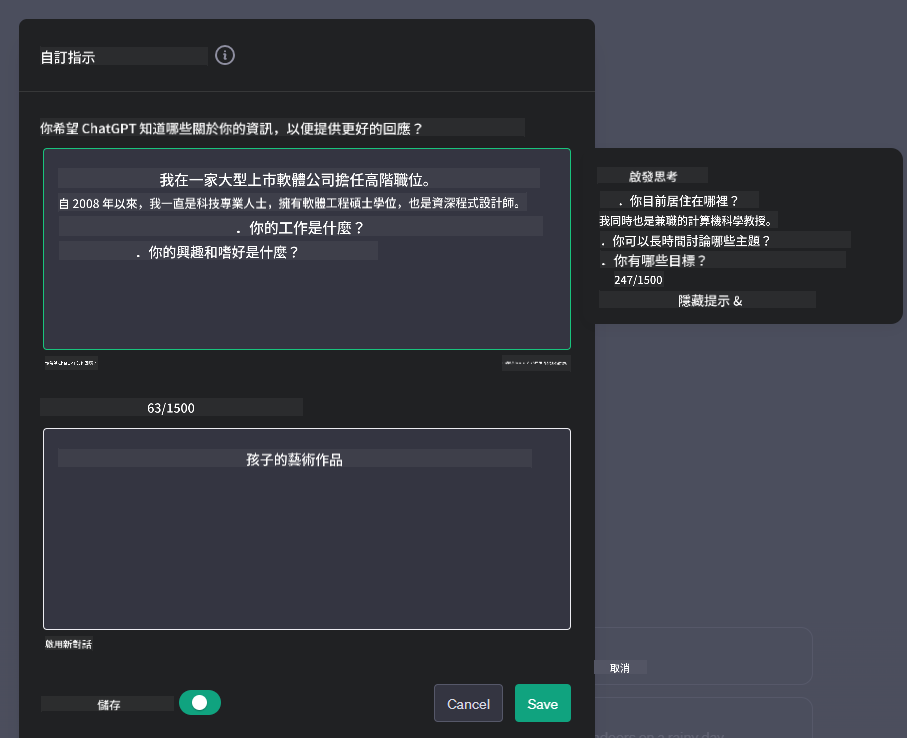 自訂指示
你希望 ChatGPT 知道哪些關於你的資訊，以便提供更好的回應？
我在一家大型上市軟體公司擔任高階職位。
自 2008 年以來，我一直是科技專業人士，擁有軟體工程碩士學位，也是資深程式設計師。
．你的工作是什麼？
．你的興趣和嗜好是什麼？
啟發思考
．你目前居住在哪裡？
我同時也是兼職的計算機科學教授。
．你可以長時間討論哪些主題？
．你有哪些目標？
247/1500
隱藏提示 &
63/1500
孩子的藝術作品
啟用新對話
取消
儲存
Cancel
Save
indoors on a rainy day